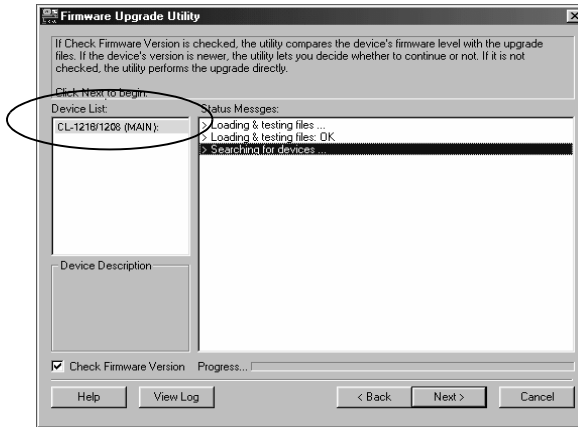 Firmware Upgrade Utility
If Check Firmware Version is checked, the utility compares the device's firmware level with the upgrade
files. If the device's version is newer, the utility lets you decide whether to continue or not. If it is not
checked, the utility performs the upgrade directly.
Click Next to begin.
Device List:
CL-1216/1208 (MAIN):
Status Messges:
> Loading & testing files ...
> Loading & testing files: OK
> Searching for devices ...
Device Description
Check Firmware Version
Progress...
Help
View Log
< Back
Next >
Cancel